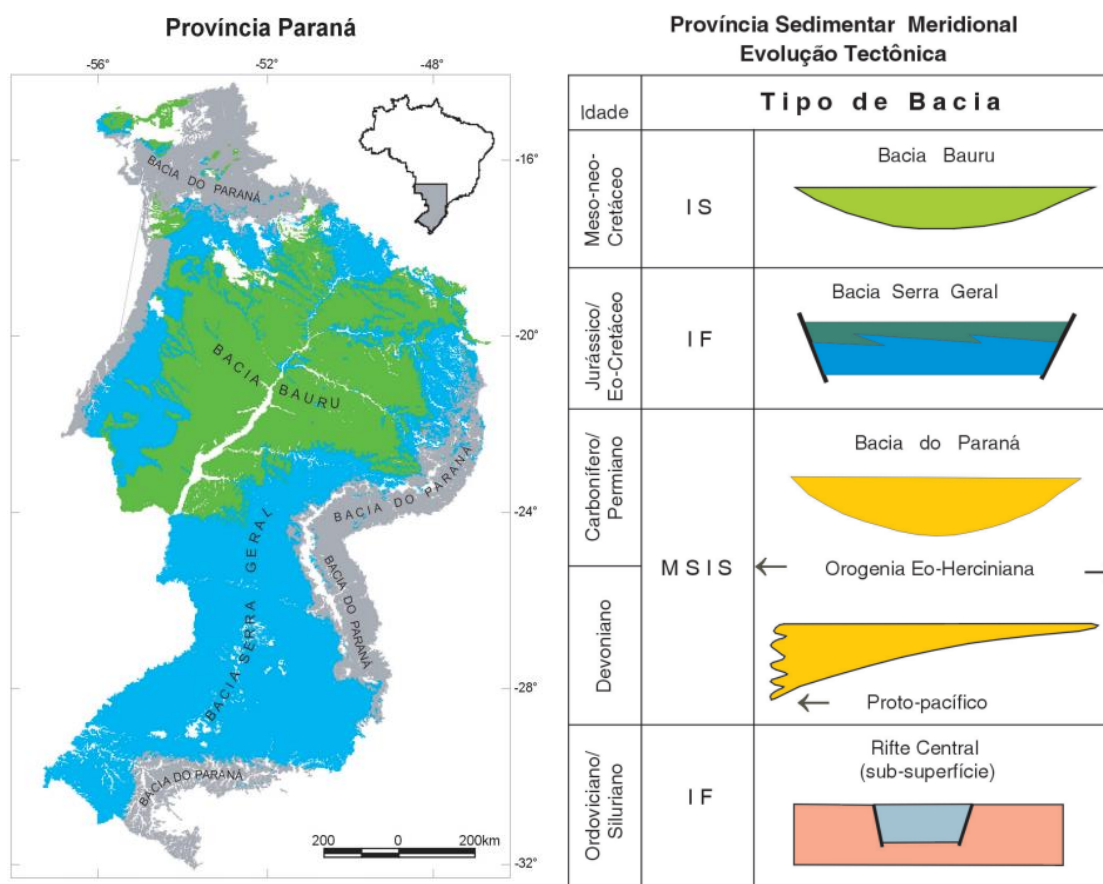 Província Paraná
-56°
-52°
-48°
-16°
-20°
-24°
-28°
-32°
BACIA DO PARANÁ
BACIA BAURU
BACIA DO PARANÁ
BACIA DO PARANÁ
BACIA SERRA GERAL
BACIA DO PARANÁ
200 0 200km
Província Sedimentar Meridional
Evolução Tectônica
Idade
Tipo de Bacia
Meso-neo-
Cretáceo
IS
Bacia Bauru
Jurássico/
Eo-Cretáceo
IF
Bacia Serra Geral
Carbonífero/
Permiano
Bacia do Paraná
MSIS
Orogenia Eo-Herciniana
Devoniano
Proto-pacífico
Ordoviciano/
Siluriano
IF
Rifte Central
(sub-superfície)